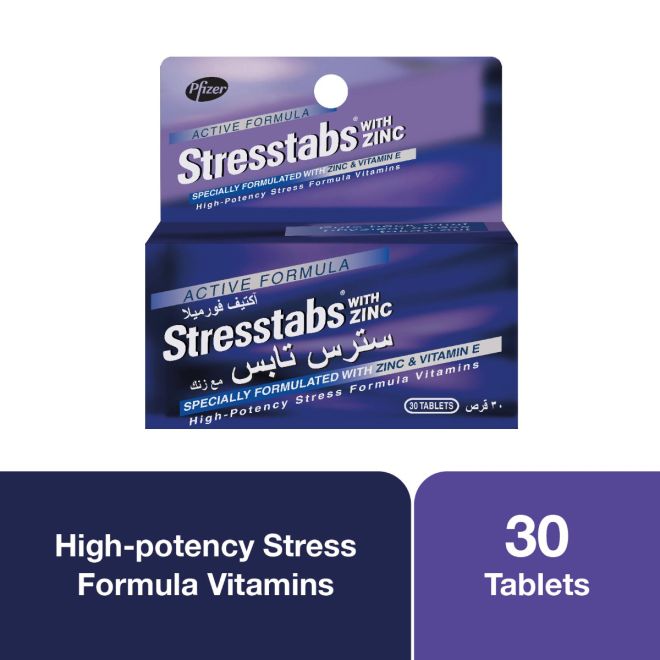 Pfizer
ACTIVE FORMULA
Stresstabs® WITH ZINC
SPECIALLY FORMULATED WITH ZINC & VITAMIN E
High-Potency Stress Formula Vitamins
ACTIVE FORMULA
اكتيف فورميلا
Stresstabs® WITH ZINC
سترس تابس مع زنك
SPECIALLY FORMULATED WITH ZINC & VITAMIN E
High-Potency Stress Formula Vitamins
30 TABLETS ٣٠ قرص
High-potency Stress
Formula Vitamins
30
Tablets